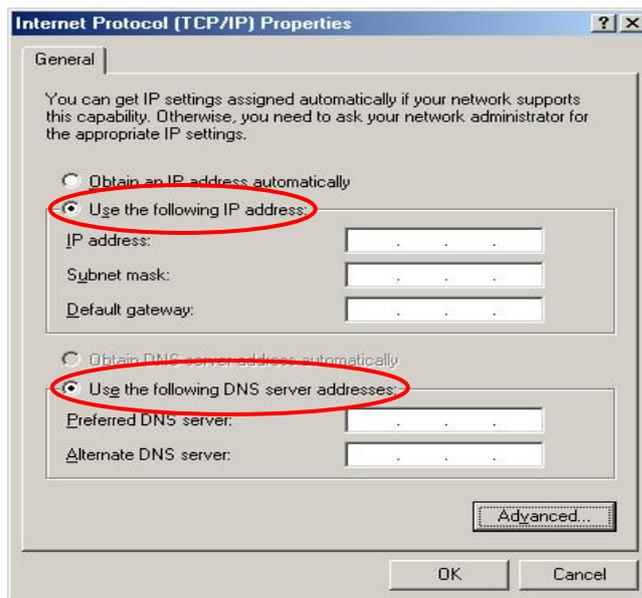 Internet Protocol (TCP/IP) Properties
General
You can get IP settings assigned automatically if your network supports
this capability. Otherwise, you need to ask your network administrator for
the appropriate IP settings.
Obtain an IP address automatically
Use the following IP address:
IP address:
Subnet mask:
Default gateway:
Obtain DNS server address automatically
Use the following DNS server addresses:
Preferred DNS server:
Alternate DNS server:
Advanced...
OK Cancel